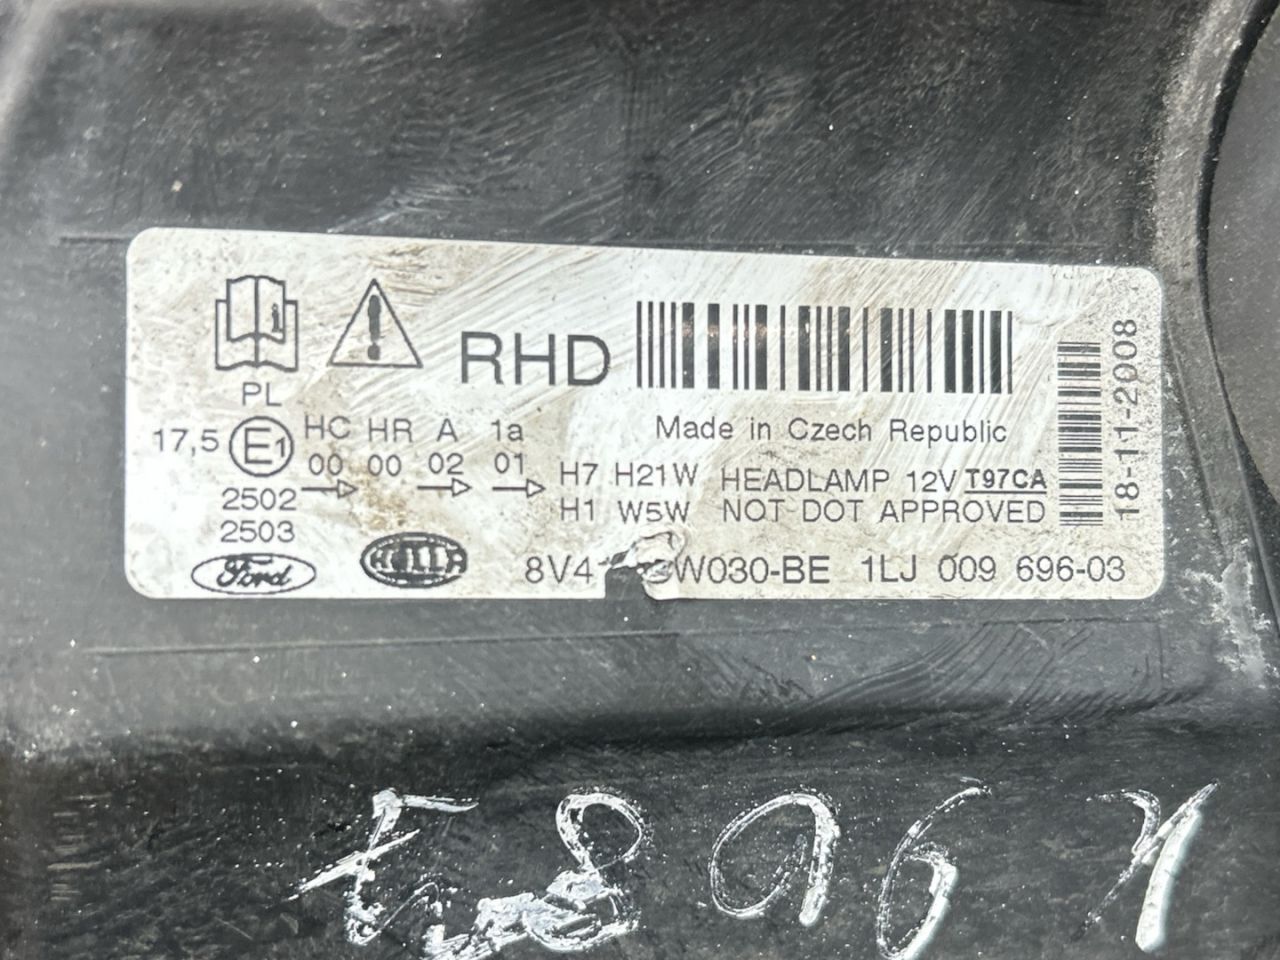 RHD
PL
17,5 E1 HC HR A 1a
00 00 02 01
2502
2503
Made in Czech Republic
H7 H21W HEADLAMP 12V T97CA
H1 W5W NOT DOT APPROVED
Ford HELLA 8V4 W030-BE 1LJ 009 696-03
18-11-2008